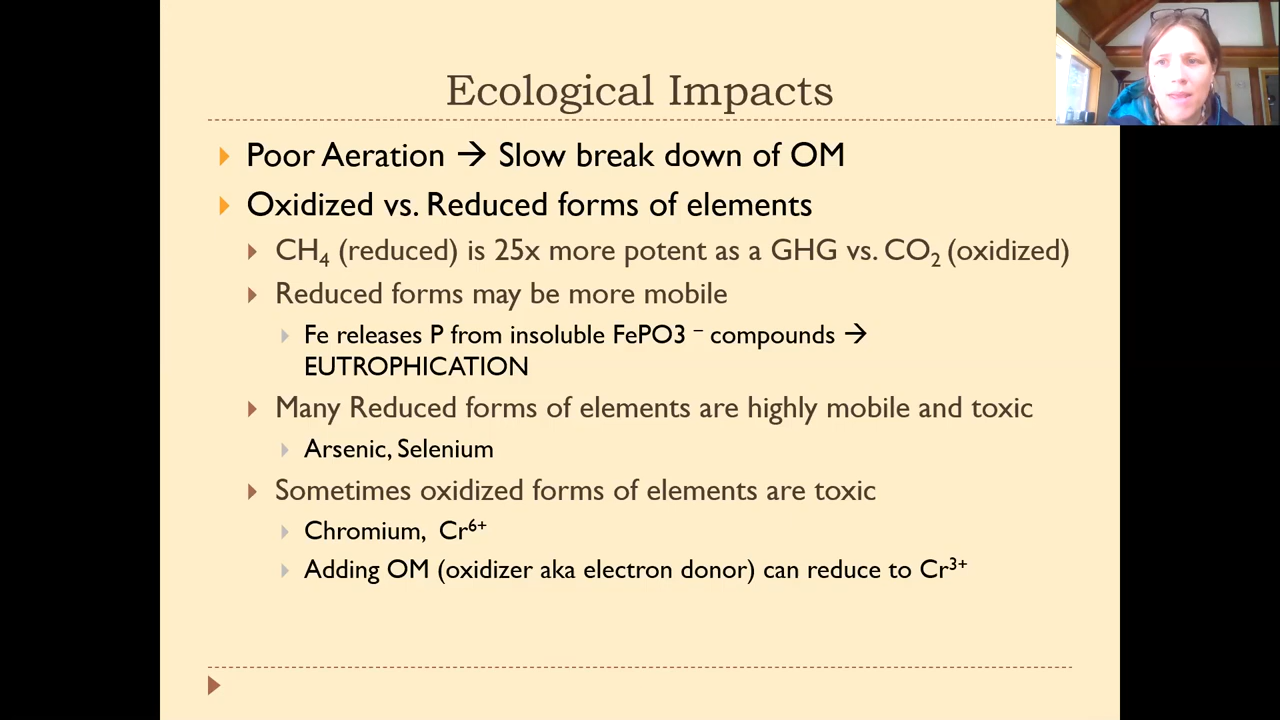 Ecological Impacts
Poor Aeration → Slow break down of OM
Oxidized vs. Reduced forms of elements
CH₄ (reduced) is 25x more potent as a GHG vs. CO₂ (oxidized)
Reduced forms may be more mobile
Fe releases P from insoluble FePO3 ⁻ compounds →
EUTROPHICATION
Many Reduced forms of elements are highly mobile and toxic
Arsenic, Selenium
Sometimes oxidized forms of elements are toxic
Chromium, Cr⁶⁺
Adding OM (oxidizer aka electron donor) can reduce to Cr³⁺